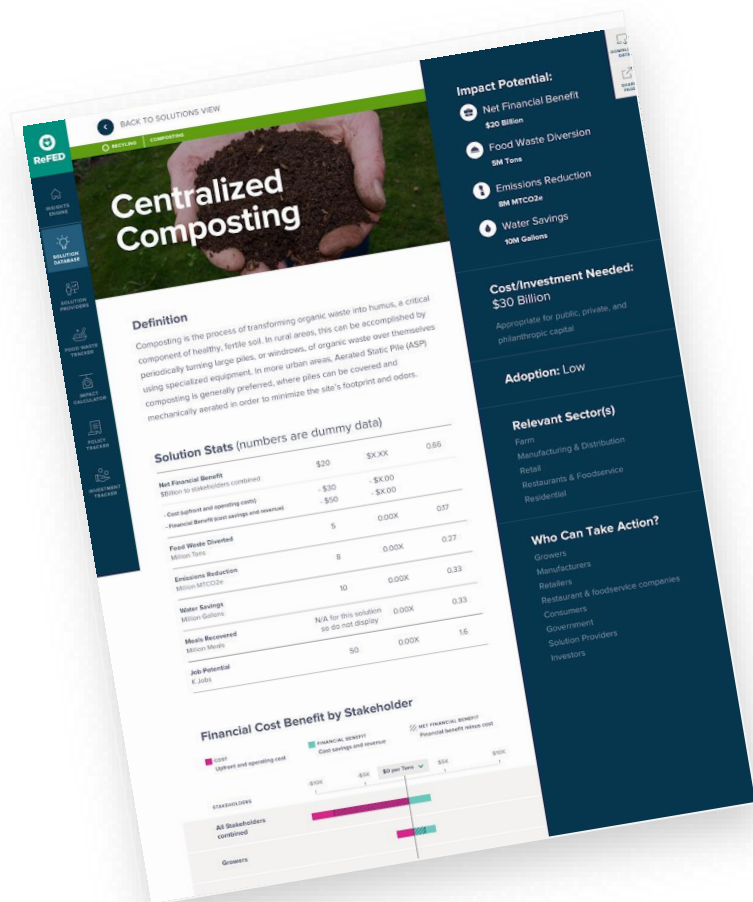 BACK TO SOLUTIONS VIEW
ReFED
RECYCLING
COMPOSTING
Centralized
Composting
INSIGHTS
ENGINE
SOLUTION
DATABASE
SOLUTION
PROVIDERS
FOOD WASTE
TRACKER
IMPACT
CALCULATOR
POLICY
TRACKER
INVESTMENT
TRACKER
Definition
Composting is the process of transforming organic waste into humus, a critical
component of healthy, fertile soil. In rural areas, this can be accomplished by
periodically turning large piles, or windrows, of organic waste over themselves
using specialized equipment. In more urban areas, Aerated Static Pile (ASP)
composting is generally preferred, where piles can be covered and
mechanically aerated in order to minimize the site's footprint and odors.
Solution Stats (numbers are dummy data)
Net Financial Benefit $20 $X.XX 0.66
$Billion to stakeholders combined
- Cost (upfront and operating costs) - $30 - $X.00
- Financial Benefit (cost savings and revenue) - $50 - $X.00
Food Waste Diverted 5 0.00X 0.17
Million Tons
Emissions Reduction 8 0.00X 0.27
Million MTCO2e
Water Savings 10 0.00X 0.33
Million Gallons
Meals Recovered N/A for this solution 0.00X 0.33
Million Meals so do not display
Job Potential 50 0.00X 1.6
K Jobs
Financial Cost Benefit by Stakeholder
COST
Upfront and operating cost
FINANCIAL BENEFIT
Cost savings and revenue
NET FINANCIAL BENEFIT
Financial benefit minus cost
STAKEHOLDERS
-$10K -$5K $0 per Tons $5K $10K
All Stakeholders
combined
Growers
Impact Potential:
Net Financial Benefit
$20 Billion
Food Waste Diversion
5M Tons
Emissions Reduction
8M MTCO2e
Water Savings
10M Gallons
Cost/Investment Needed:
$30 Billion
Appropriate for public, private, and
philanthropic capital
Adoption: Low
Relevant Sector(s)
Farm
Manufacturing & Distribution
Retail
Restaurants & Foodservice
Residential
Who Can Take Action?
Growers
Manufacturers
Retailers
Restaurant & foodservice companies
Consumers
Government
Solution Providers
Investors